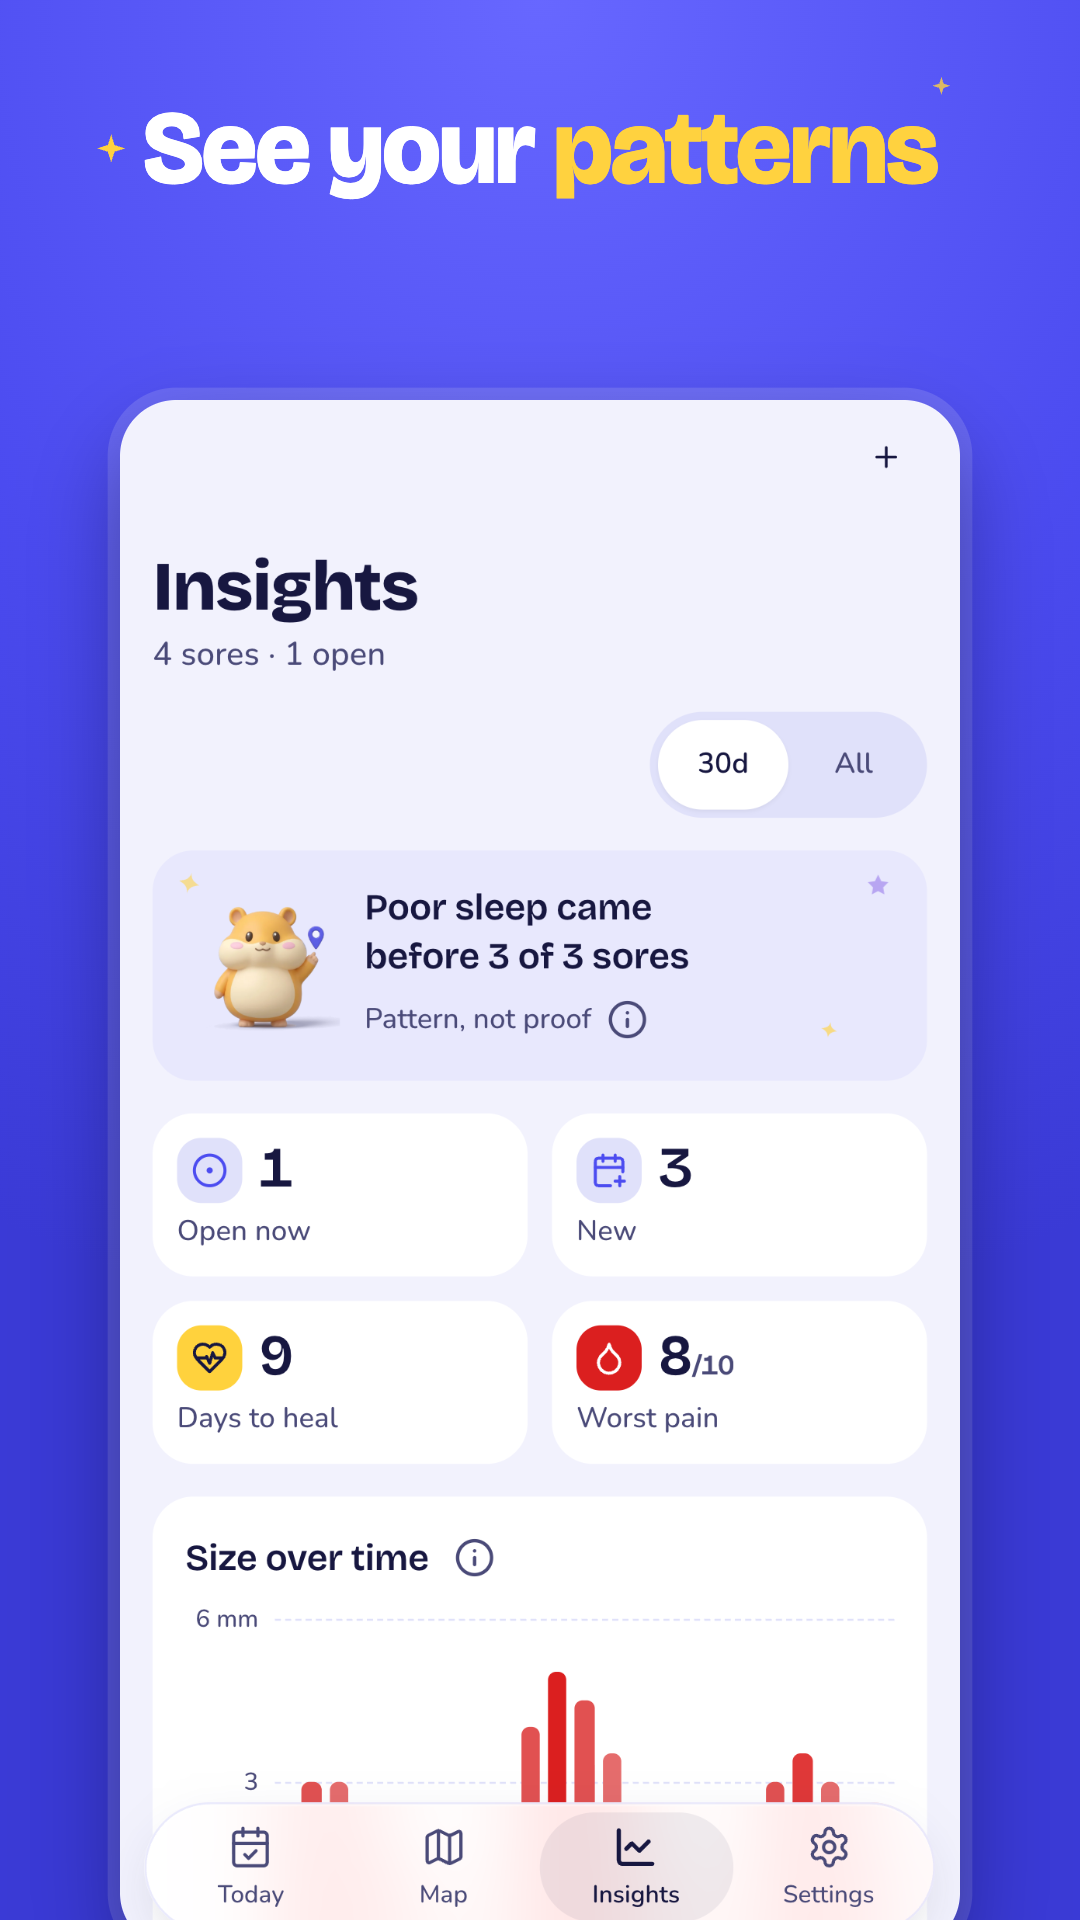 See your patterns
Insights
4 sores · 1 open
30d
All
Poor sleep came
before 3 of 3 sores
Pattern, not proof
1
Open now
3
New
9
Days to heal
8/10
Worst pain
Size over time
6 mm
3
Today
Map
Insights
Settings